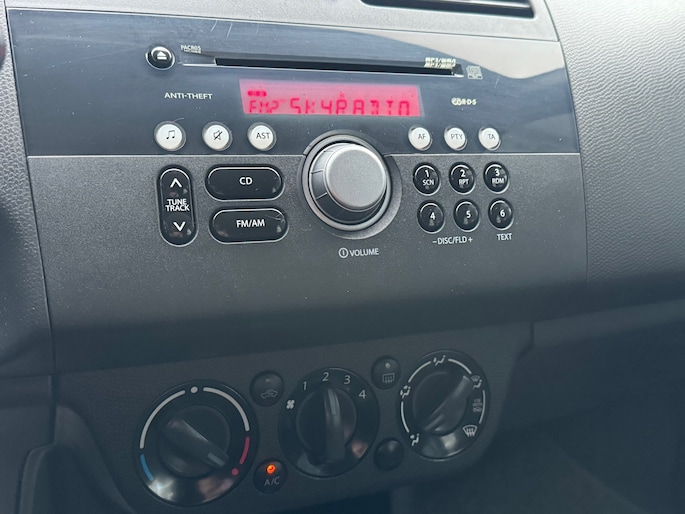 PACR05
ANTI-THEFT
FM2 SKYRADIO
R·D·S
AST
AF
PTY
TA
TUNE
TRACK
CD
FM/AM
1
SCN
2
RPT
3
RDM
4
5
6
- DISC/FLD +
TEXT
VOLUME
1 2 3 4
A/C